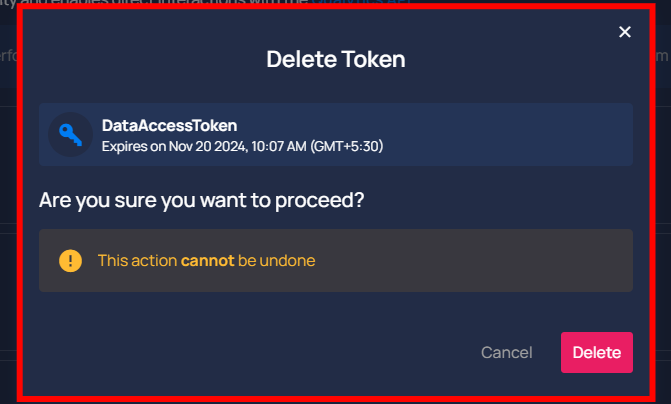 Delete Token
DataAccessToken
Expires on Nov 20 2024, 10:07 AM (GMT+5:30)
Are you sure you want to proceed?
This action cannot be undone
Cancel
Delete